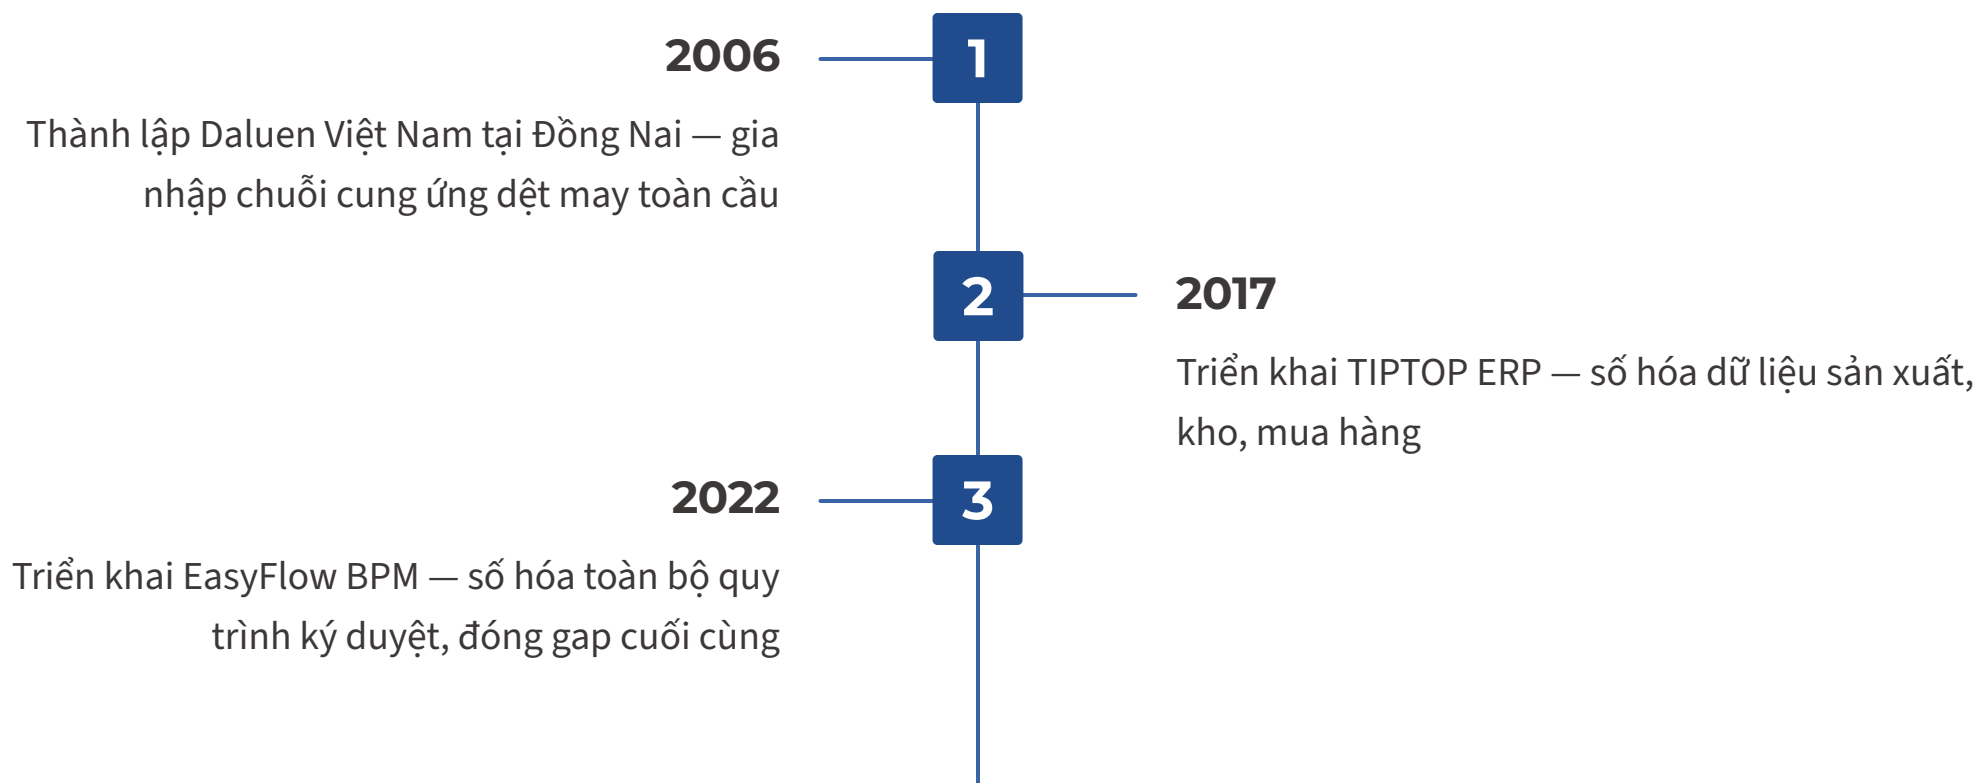 1
2006
Thành lập Daluen Việt Nam tại Đồng Nai — gia
nhập chuỗi cung ứng dệt may toàn cầu
2
2017
Triển khai TIPTOP ERP — số hóa dữ liệu sản xuất,
kho, mua hàng
3
2022
Triển khai EasyFlow BPM — số hóa toàn bộ quy
trình ký duyệt, đóng gap cuối cùng